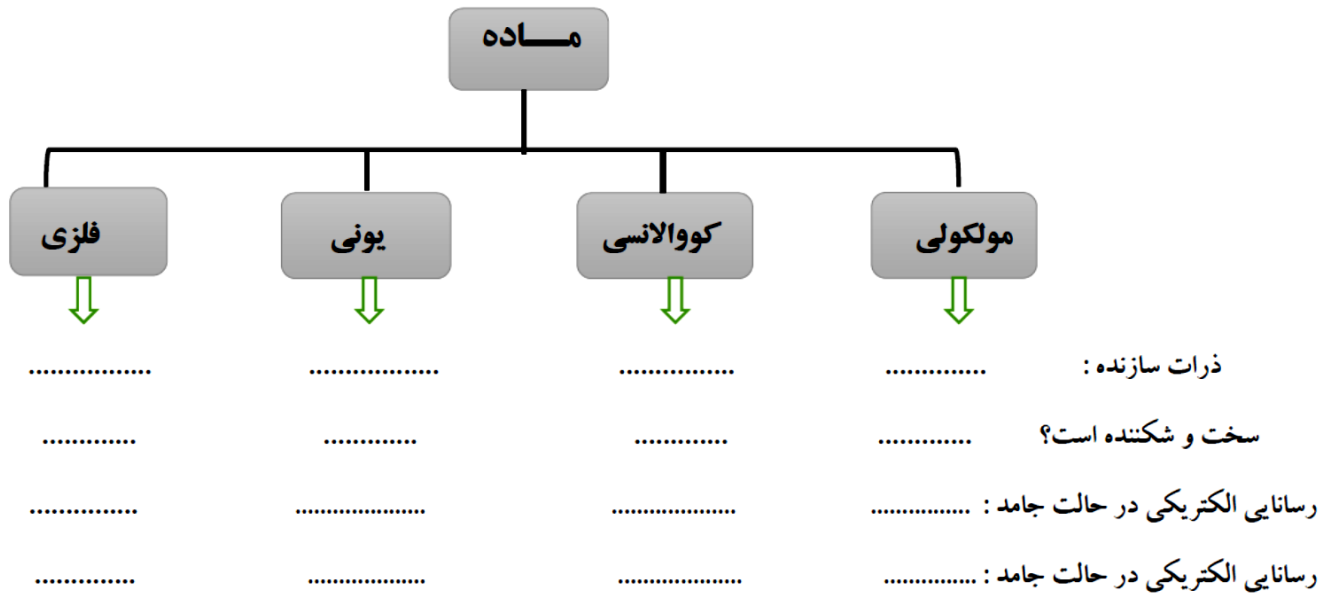 مـــاده
مولکولی کووالانسی یونی فلزی
ذرات سازنده : .............. ................ .................. .................
سخت و شکننده است؟ ............. ............. ............. .............
رسانایی الکتریکی در حالت جامد : ................ .................... ..................... ...............
رسانایی الکتریکی در حالت جامد : ............... .................... ................... ..............